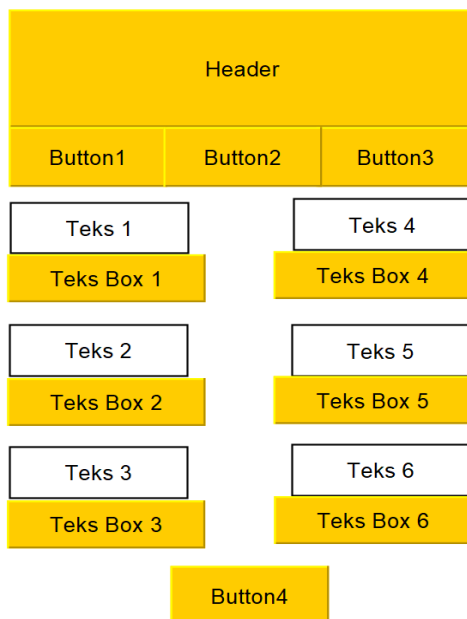 Header
Button1 Button2 Button3
Teks 1 Teks 4
Teks Box 1 Teks Box 4
Teks 2 Teks 5
Teks Box 2 Teks Box 5
Teks 3 Teks 6
Teks Box 3 Teks Box 6
Button4